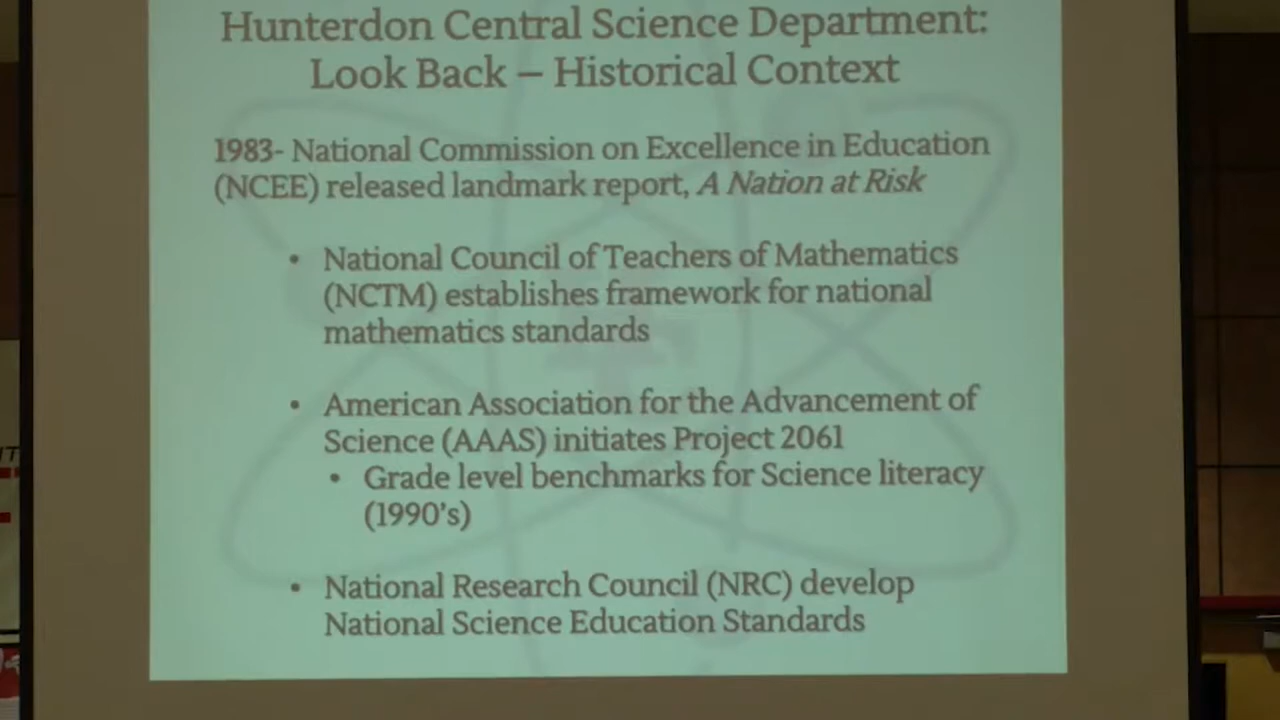 Hunterdon Central Science Department:
Look Back – Historical Context
1983- National Commission on Excellence in Education
(NCEE) released landmark report, A Nation at Risk
• National Council of Teachers of Mathematics
(NCTM) establishes framework for national
mathematics standards
• American Association for the Advancement of
Science (AAAS) initiates Project 2061
• Grade level benchmarks for Science literacy
(1990's)
• National Research Council (NRC) develop
National Science Education Standards